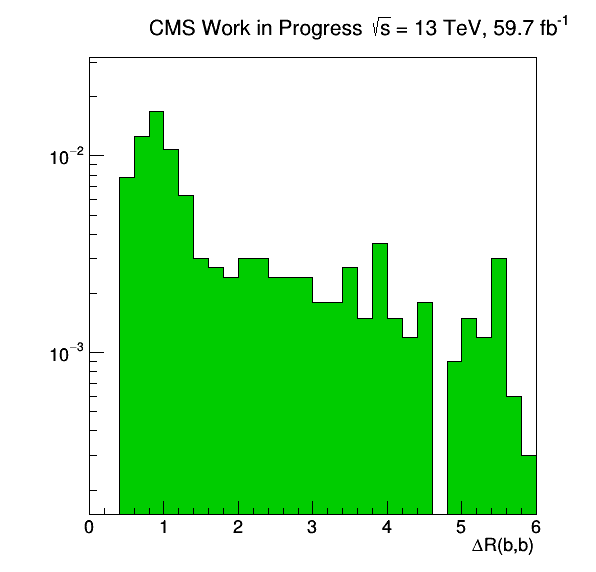 CMS Work in Progress √s = 13 TeV, 59.7 fb⁻¹
10⁻²
10⁻³
0 1 2 3 4 5 6
ΔR(b,b)